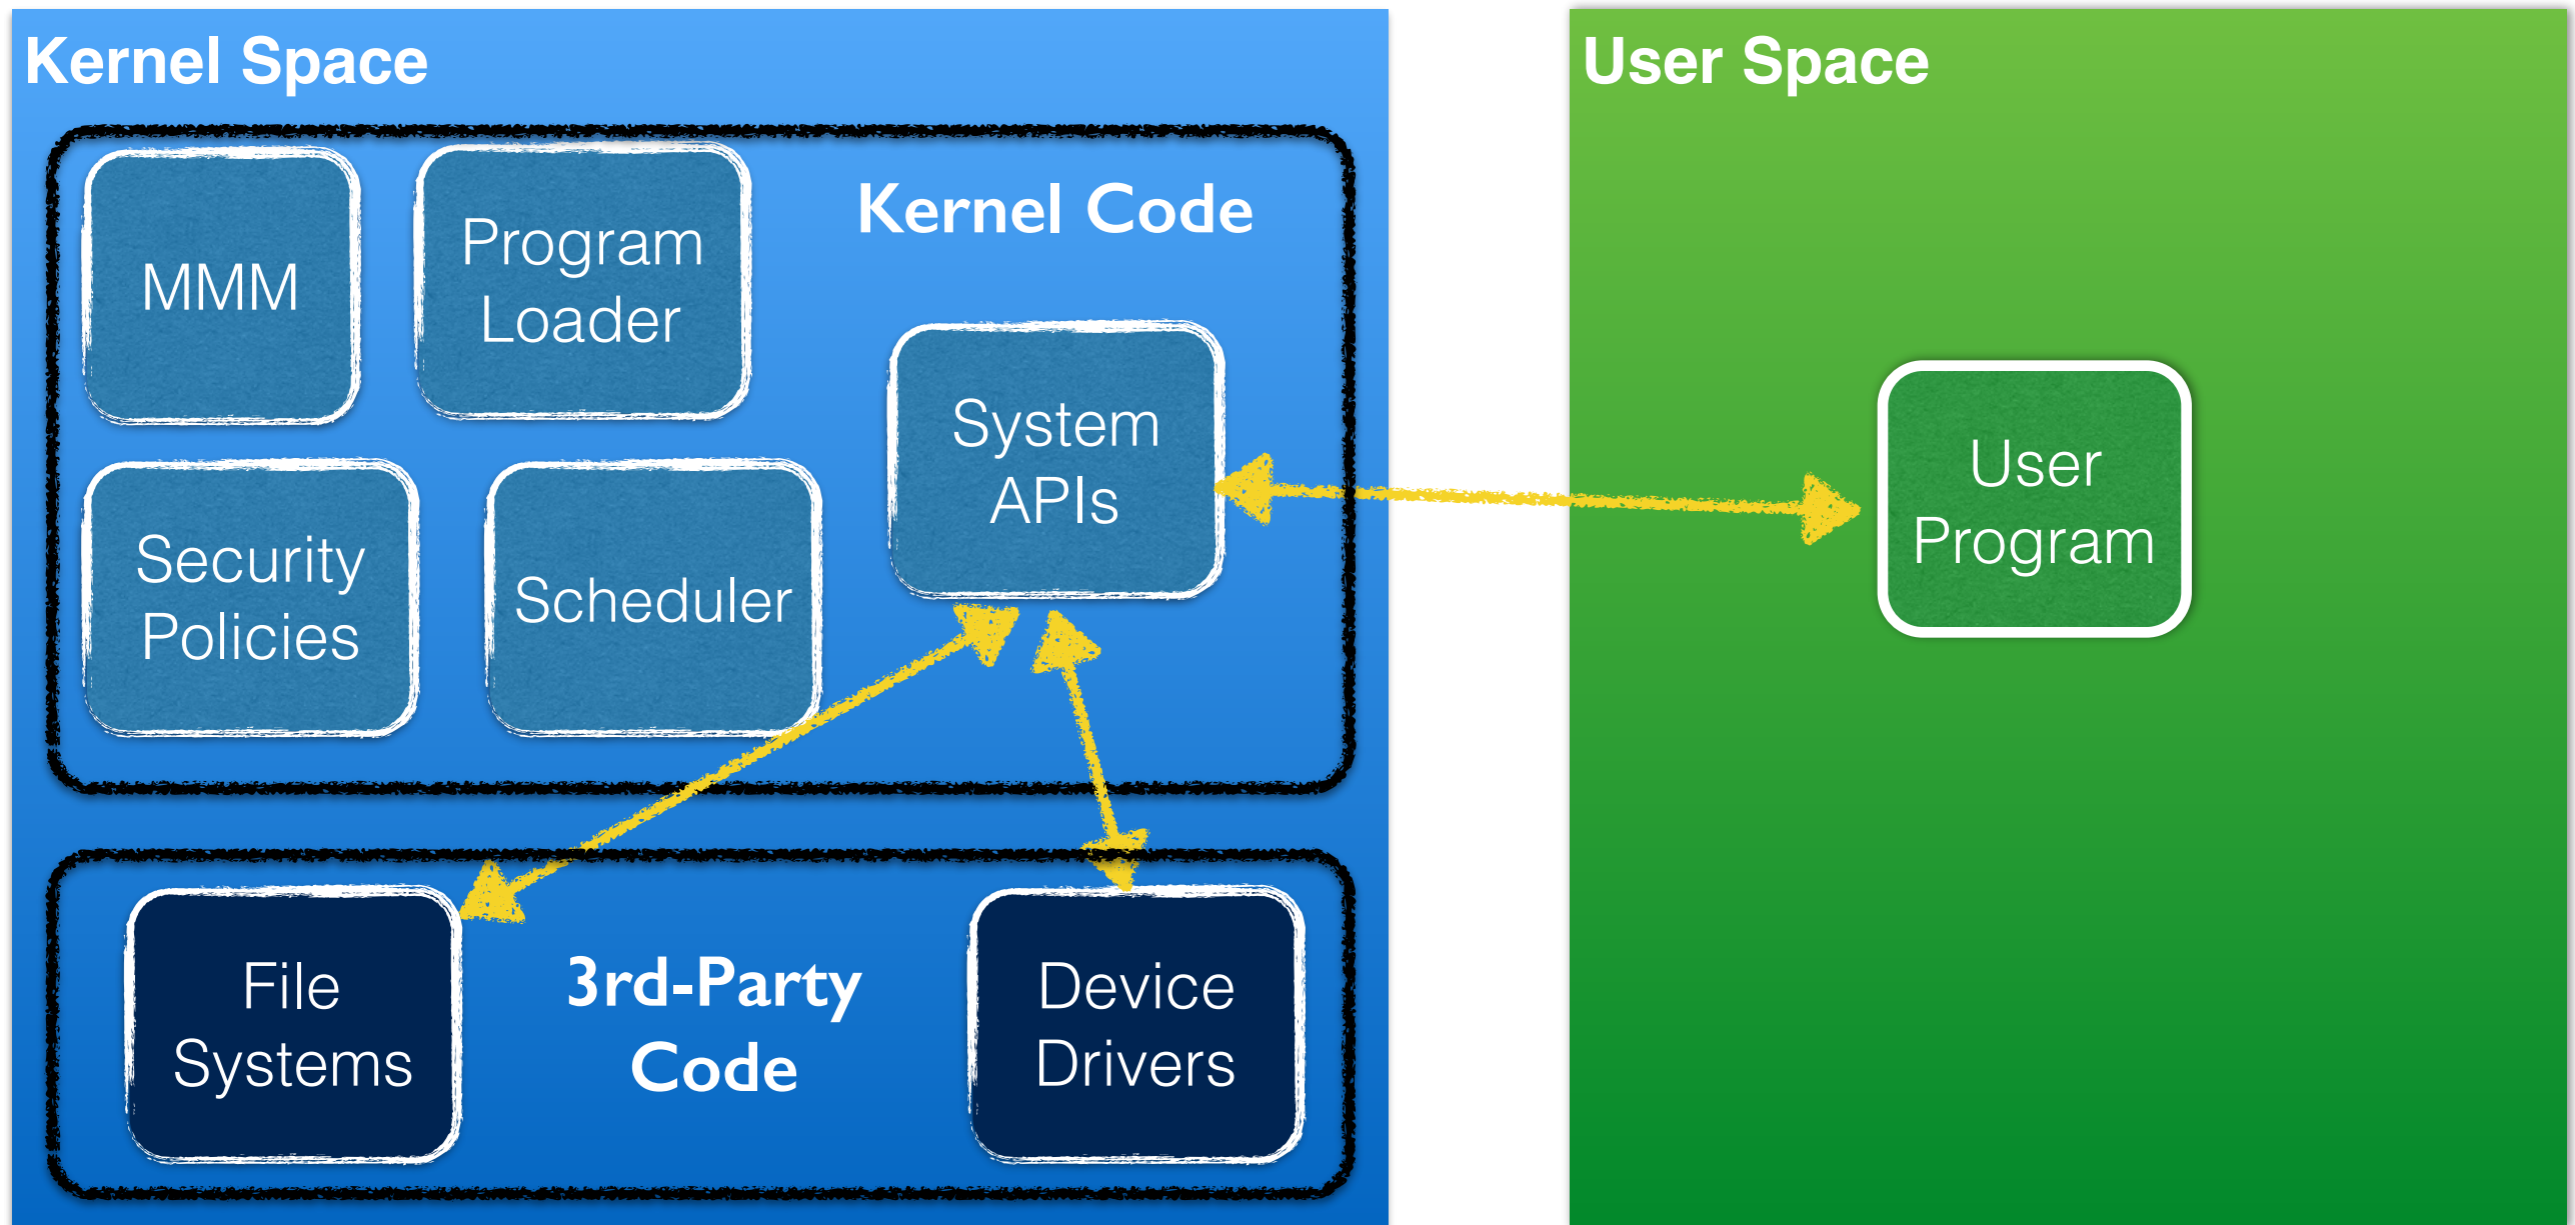 Kernel Space
User Space
MMM
Program
Loader
Kernel Code
System
APIs
Security
Policies
Scheduler
User
Program
File
Systems
3rd-Party
Code
Device
Drivers